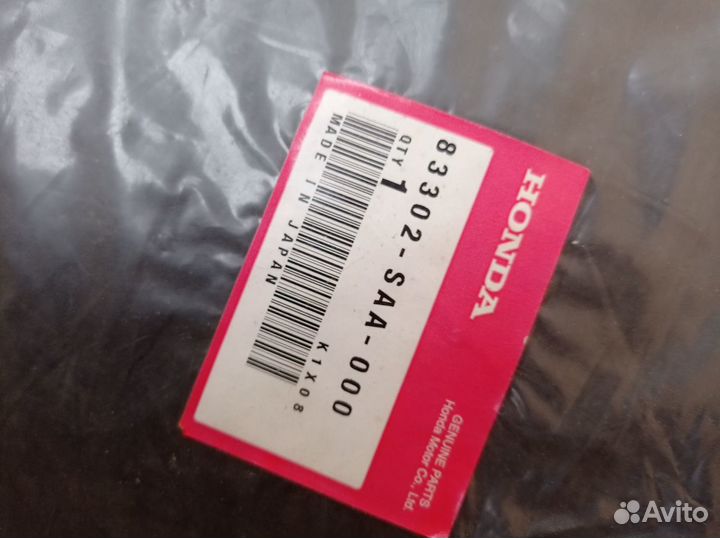 HONDA
GENUINE PARTS
Honda Motor Co., Ltd.
83302-SAA-000
QTY 1
MADE IN JAPAN
K1X08
Avito